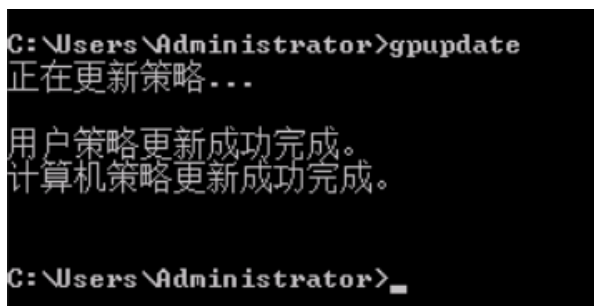 C:\Users\Administrator>gpupdate
正在更新策略...
用户策略更新成功完成。
计算机策略更新成功完成。
C:\Users\Administrator>_